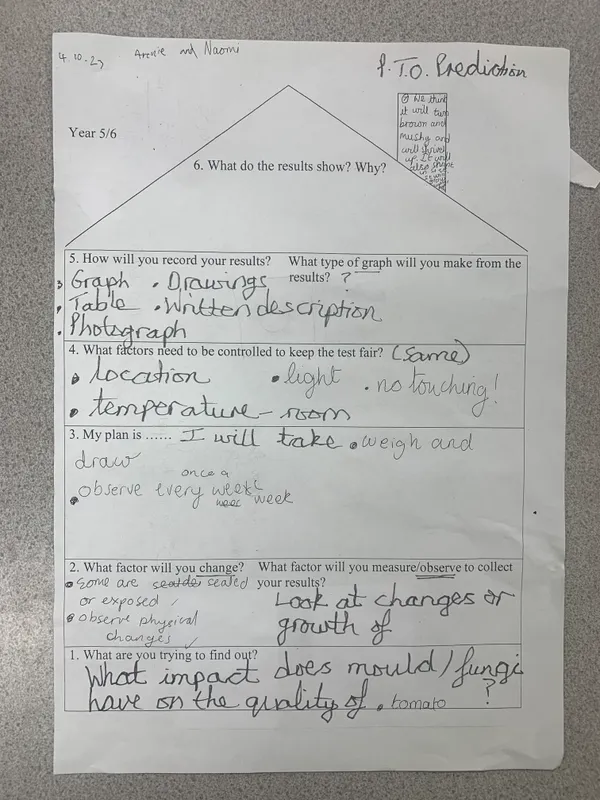 4.10.23 Archie and Naomi
P.T.O. Prediction
We think
it will turn
brown and
mushy and
will shrivel
up. It will
also
Year 5/6
6. What do the results show? Why?
5. How will you record your results? What type of graph will you make from the
results? ?
Graph • Drawings
• Table • Written description
• Photograph
4. What factors need to be controlled to keep the test fair? (same)
• location • light • no touching!
• temperature - room
3. My plan is …… I will take • weigh and
draw
once a
• observe every week week
2. What factor will you change? What factor will you measure/observe to collect
your results?
• Some are sealed
or exposed
• observe physical
changes
Look at changes or
growth of
1. What are you trying to find out?
What impact does mould/fungi
have on the quality of • tomato ?